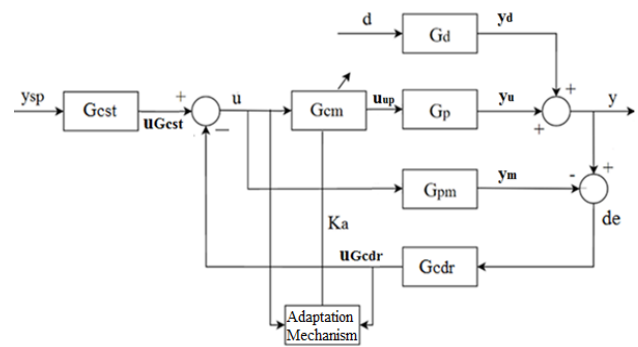 d
Gd
yd
ysp
Gcst
+
uGcst
−
u
Gcm
uup
Gp
yu
+
+
y
Gpm
ym
-
+
de
Ka
uGcdr
Gcdr
Adaptation
Mechanism